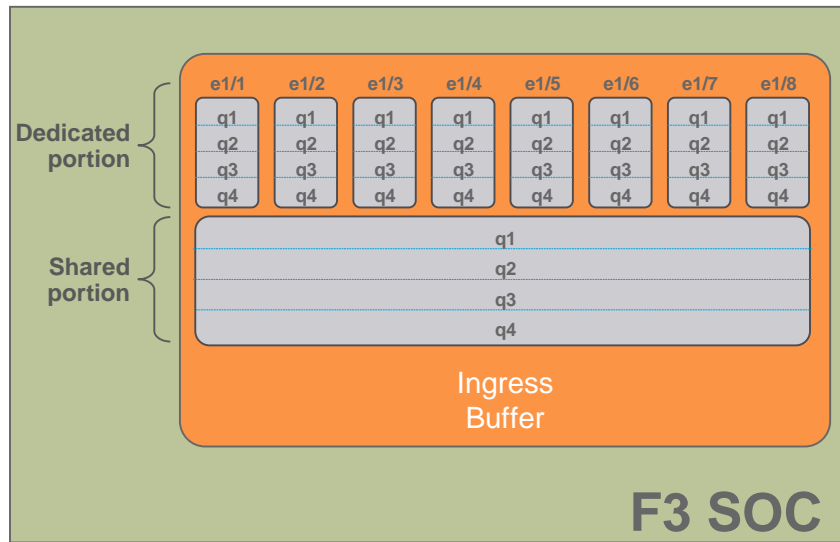 e1/1 e1/2 e1/3 e1/4 e1/5 e1/6 e1/7 e1/8
q1 q1 q1 q1 q1 q1 q1 q1
q2 q2 q2 q2 q2 q2 q2 q2
q3 q3 q3 q3 q3 q3 q3 q3
q4 q4 q4 q4 q4 q4 q4 q4
Dedicated
portion
q1
q2
q3
q4
Shared
portion
Ingress
Buffer
F3 SOC